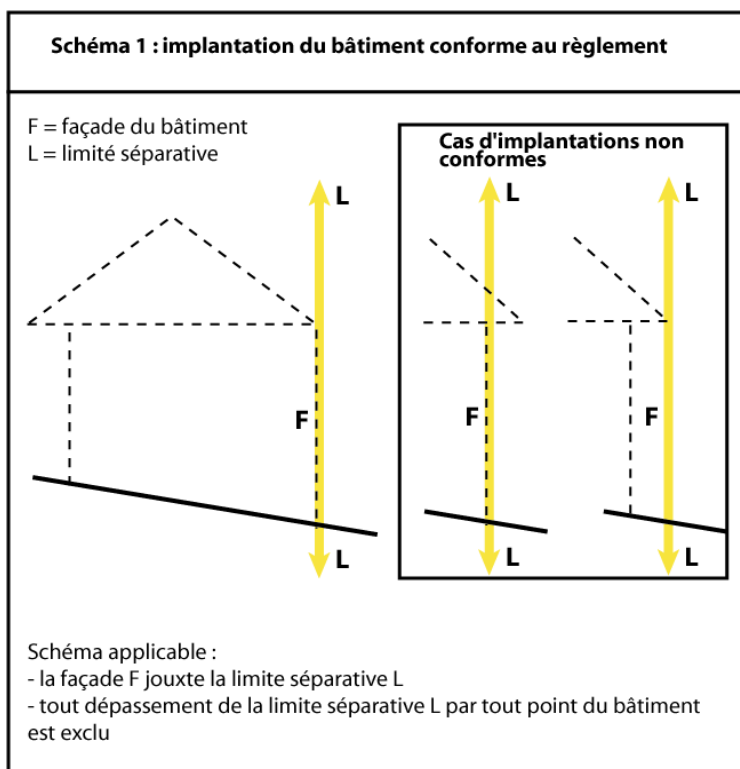 Schéma 1 : implantation du bâtiment conforme au règlement
F = façade du bâtiment
L = limité séparative
Cas d'implantations non
conformes
L
L
L
F
F
F
L
L
L
Schéma applicable :
- la façade F jouxte la limite séparative L
- tout dépassement de la limite séparative L par tout point du bâtiment
est exclu